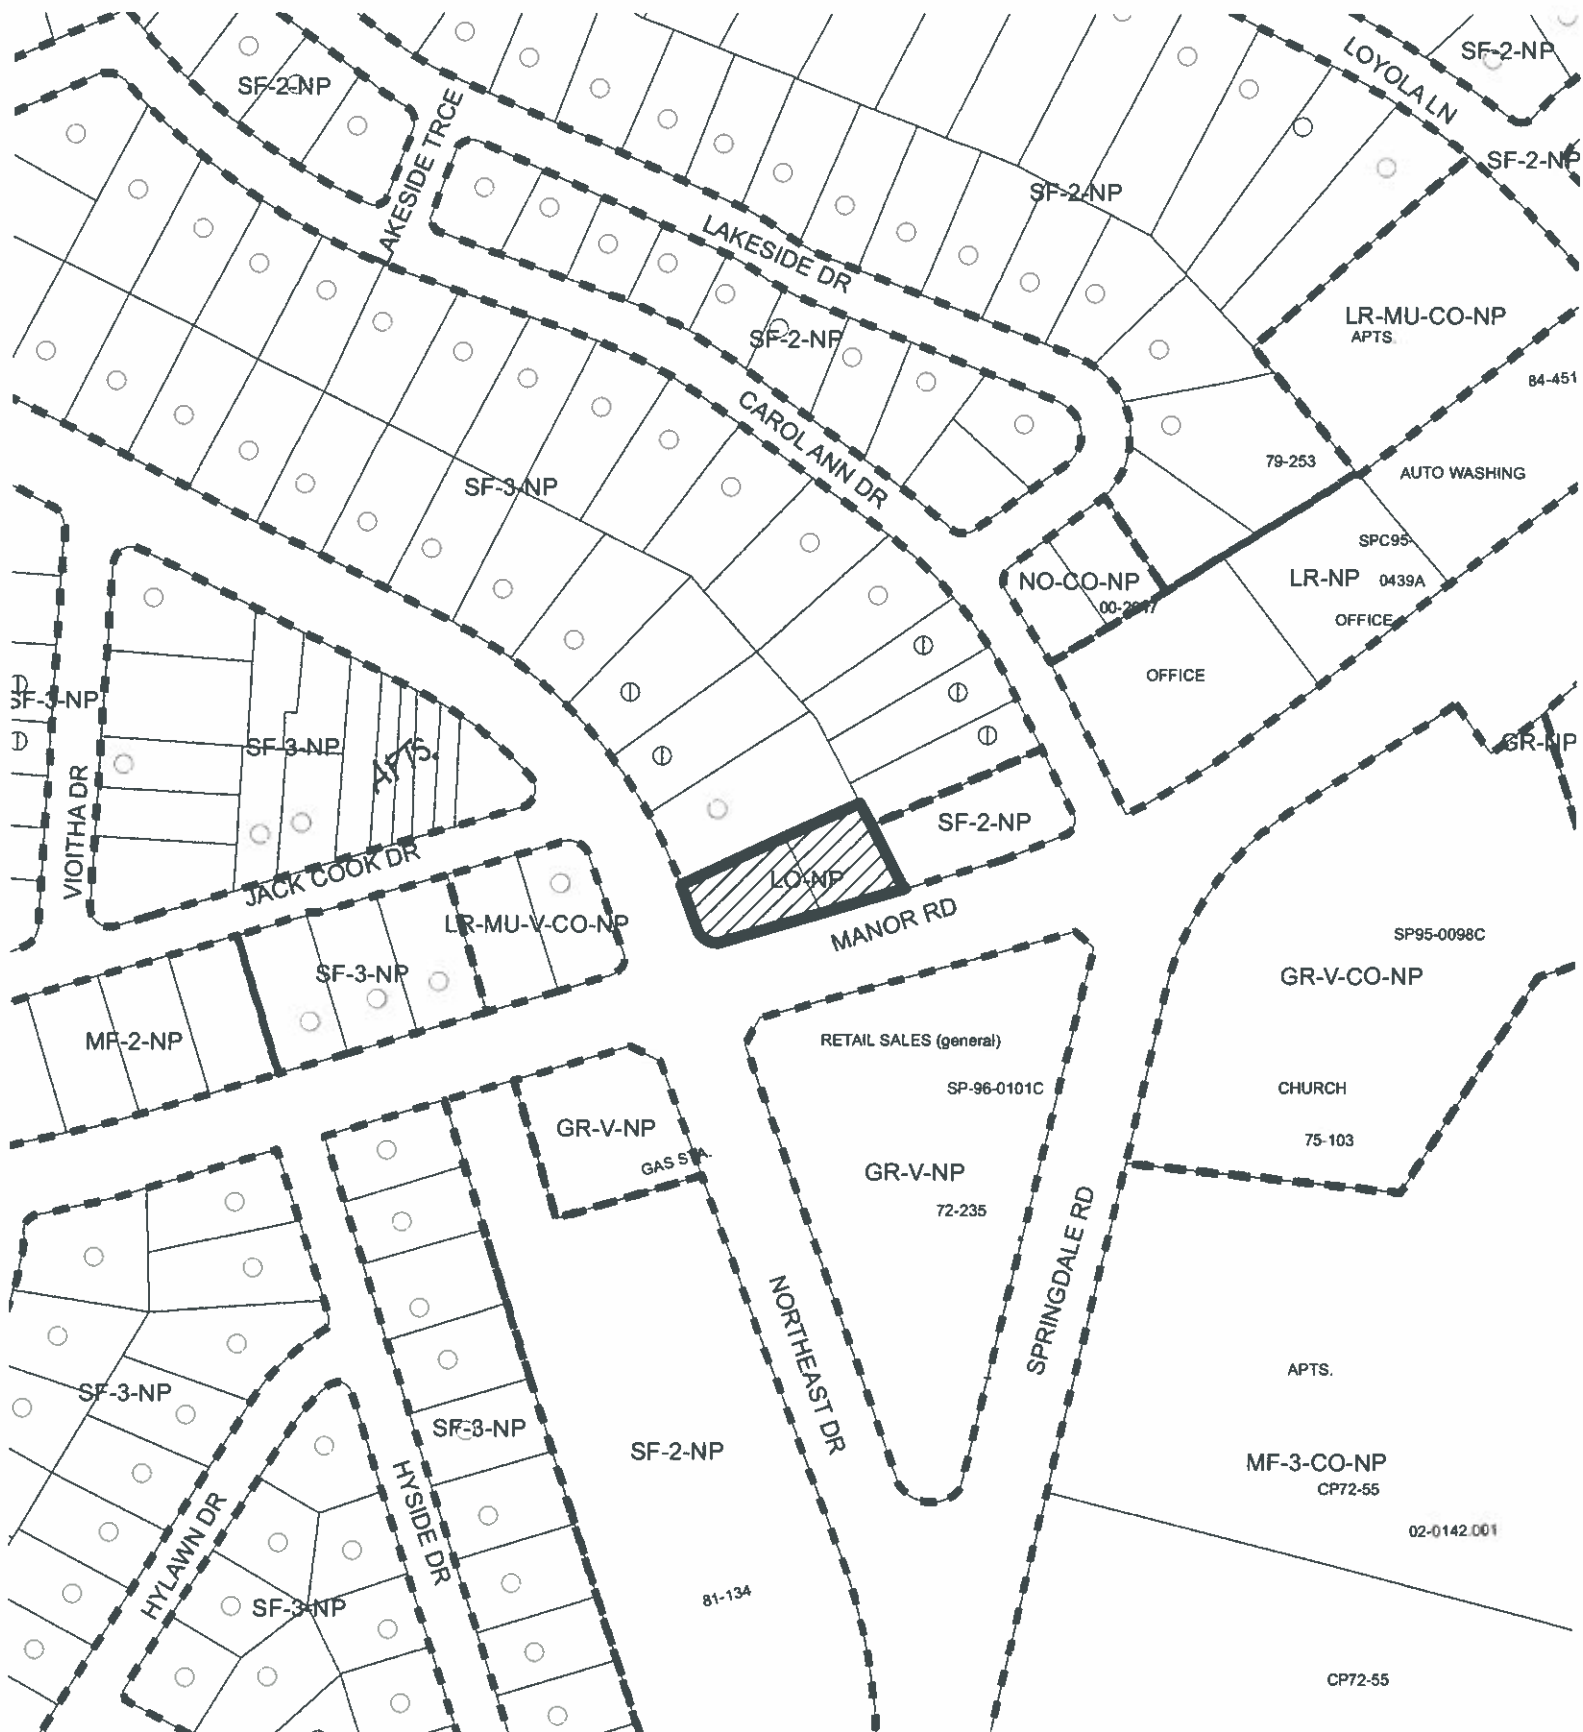 SF-2-NP
LOYOLA LN
SF-2-NP
LAKESIDE TRCE
SF-2-NP
SF-2-NP
LAKESIDE DR
LR-MU-CO-NP
APTS.
SF-2-NP
84-451
CAROL ANN DR
79-253
AUTO WASHING
SF-3-NP
SPC95-
NO-CO-NP
LR-NP
0439A
OFFICE
OFFICE
SF-3-NP
SF-3-NP
APTS.
GR-NP
VIOITHA DR
SF-2-NP
JACK COOK DR
LO-NP
LR-MU-V-CO-NP
MANOR RD
SP95-0098C
SF-3-NP
GR-V-CO-NP
MF-2-NP
RETAIL SALES (general)
SP-96-0101C
CHURCH
GR-V-NP
75-103
GAS STA.
GR-V-NP
72-235
SPRINGDALE RD
NORTHEAST DR
APTS.
SF-3-NP
SF-3-NP
SF-2-NP
MF-3-CO-NP
CP72-55
HYSIDE DR
02-0142.001
HYLAWN DR
SF-3-NP
81-134
CP72-55